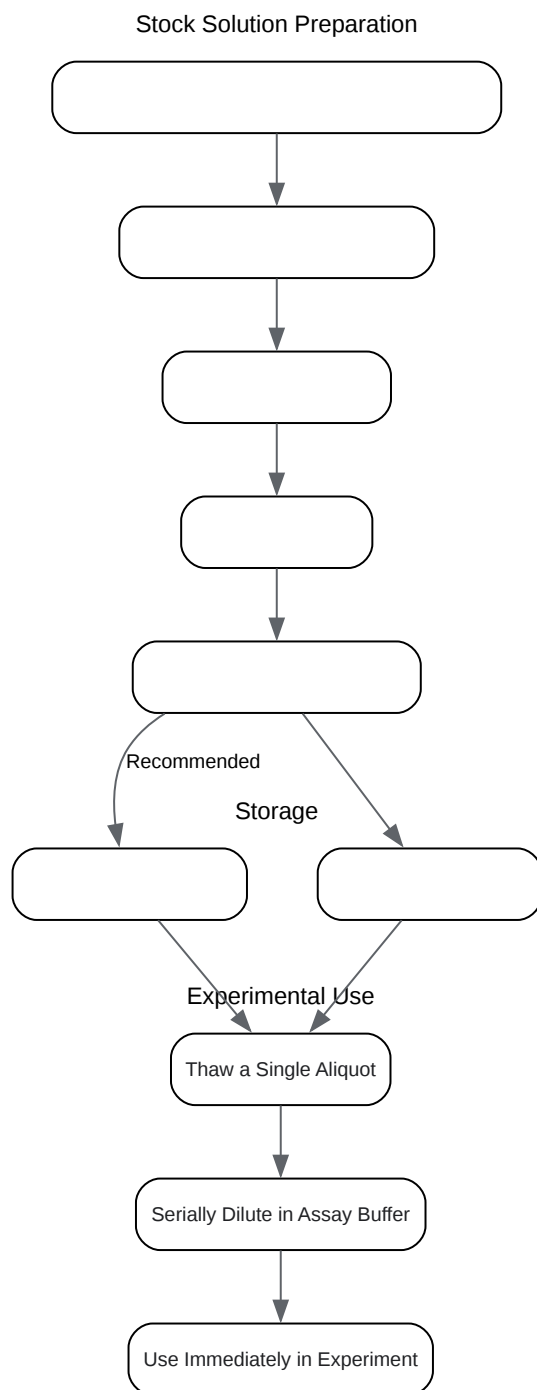 Stock Solution Preparation
Recommended
Storage
Experimental Use
Thaw a Single Aliquot
Serially Dilute in Assay Buffer
Use Immediately in Experiment